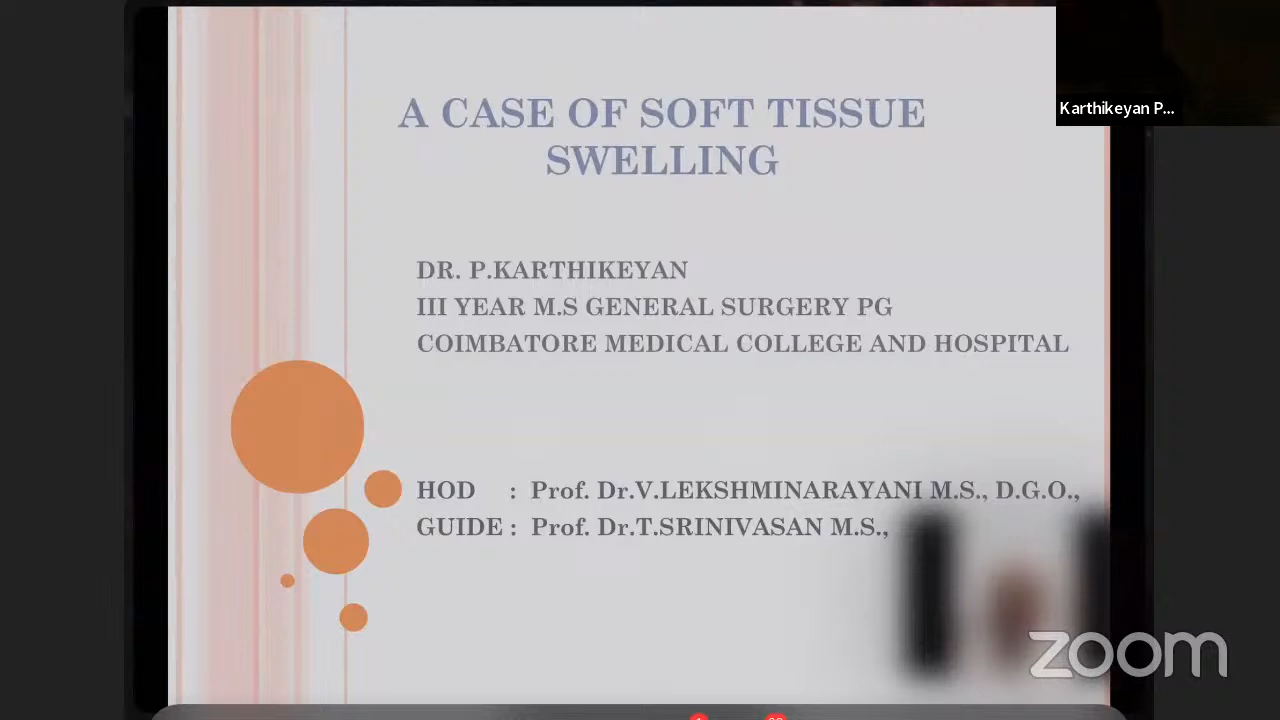 A CASE OF SOFT TISSUE
SWELLING
Karthikeyan P...
DR. P.KARTHIKEYAN
III YEAR M.S GENERAL SURGERY PG
COIMBATORE MEDICAL COLLEGE AND HOSPITAL
HOD : Prof. Dr.V.LEKSHMINARAYANI M.S., D.G.O.,
GUIDE : Prof. Dr.T.SRINIVASAN M.S.,
zoom